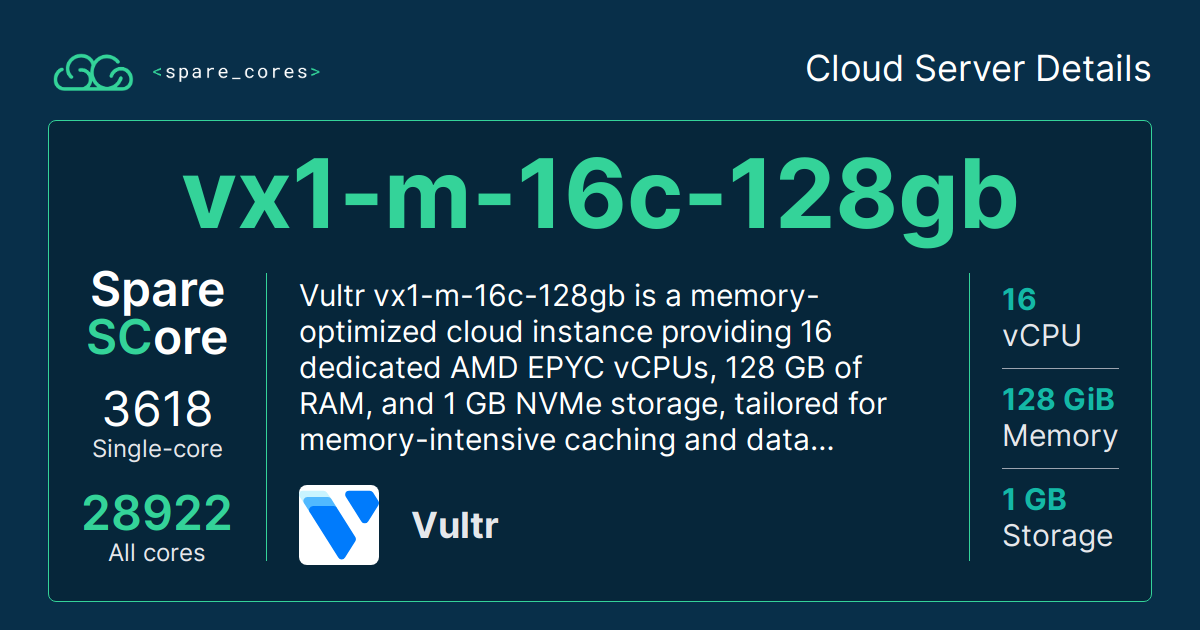 <spare_cores>
Cloud Server Details
vx1-m-16c-128gb
Spare
SCore
3618
Single-core
28922
All cores
Vultr vx1-m-16c-128gb is a memory-
optimized cloud instance providing 16
dedicated AMD EPYC vCPUs, 128 GB of
RAM, and 1 GB NVMe storage, tailored for
memory-intensive caching and data...
Vultr
16
vCPU
128 GiB
Memory
1 GB
Storage